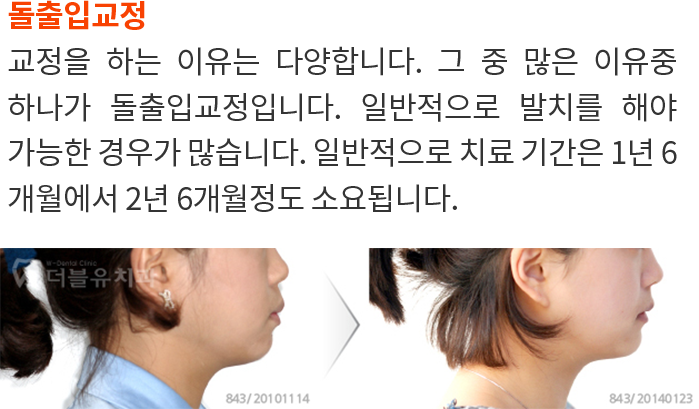 돌출입교정
교정을 하는 이유는 다양합니다. 그 중 많은 이유중
하나가 돌출입교정입니다. 일반적으로 발치를 해야
가능한 경우가 많습니다. 일반적으로 치료 기간은 1년 6
개월에서 2년 6개월정도 소요됩니다.
W-Dental Clinic
더블유치과
843/20101114
843/20140123